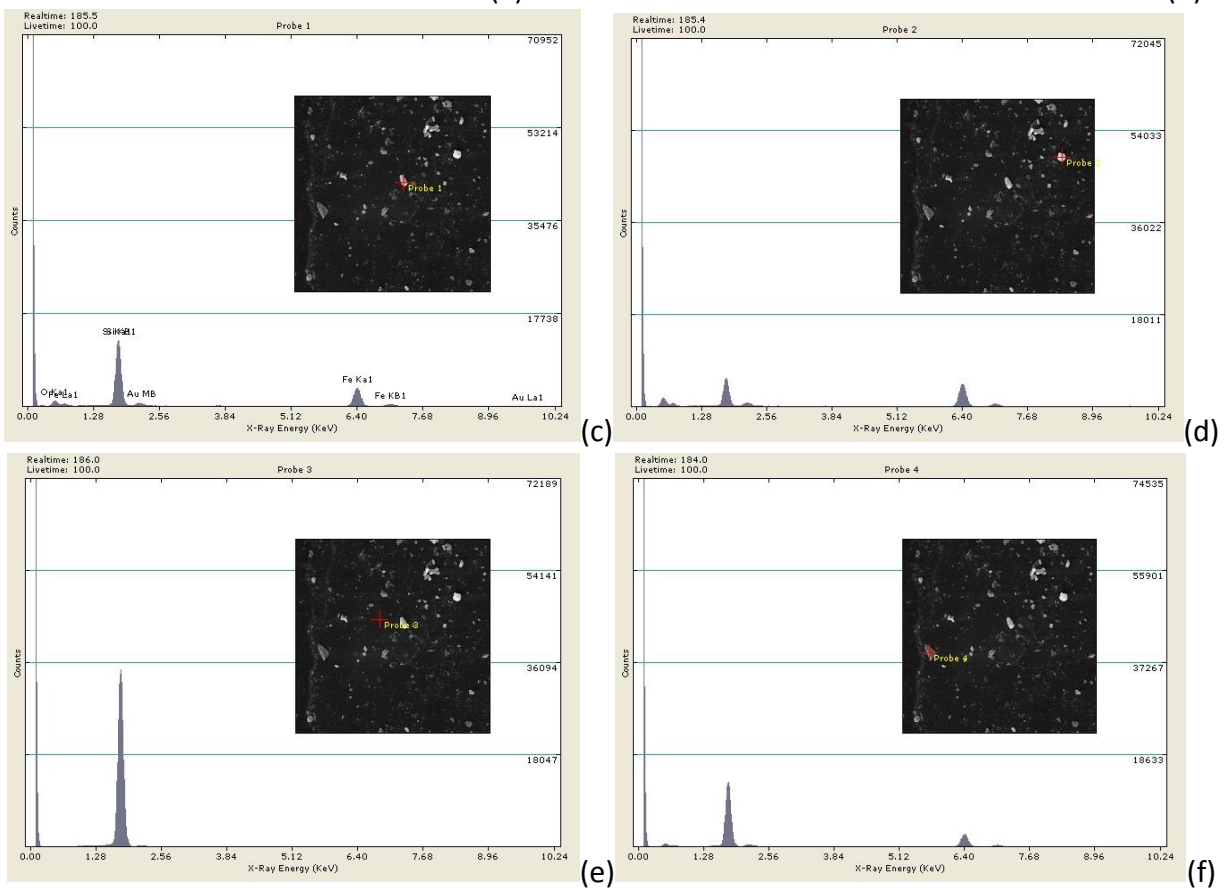 Realtime: 185.5
Livetime: 100.0
Probe 1
70952
53214
35476
17738
Counts
Probe 1
O Ka1
Fe La1
Au MB
Fe Ka1
Fe KB1
Au La1
0.00 1.28 2.56 3.84 5.12 6.40 7.68 8.96 10.24
X-Ray Energy (KeV)
(c)
Realtime: 185.4
Livetime: 100.0
Probe 2
72045
54033
36022
18011
Counts
Probe
0.00 1.28 2.56 3.84 5.12 6.40 7.68 8.96 10.24
X-Ray Energy (KeV)
(d)
Realtime: 186.0
Livetime: 100.0
Probe 3
72189
54141
36094
18047
Counts
Probe 3
0.00 1.28 2.56 3.84 5.12 6.40 7.68 8.96 10.24
X-Ray Energy (KeV)
(e)
Realtime: 184.0
Livetime: 100.0
Probe 4
74535
55901
37267
18633
Counts
Probe 4
0.00 1.28 2.56 3.84 5.12 6.40 7.68 8.96 10.24
X-Ray Energy (KeV)
(f)